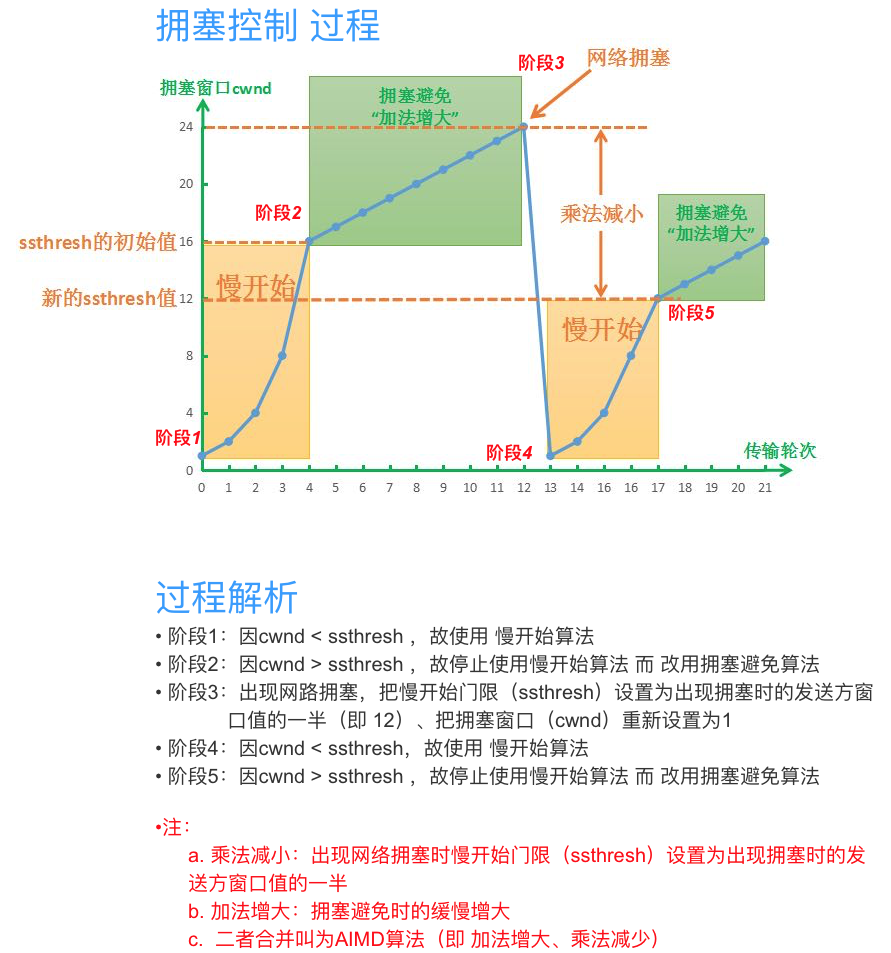 拥塞控制 过程
阶段3
网络拥塞
拥塞窗口cwnd
拥塞避免
“加法增大”
24
20
阶段2
乘法减小
拥塞避免
“加法增大”
ssthresh的初始值
16
慢开始
新的ssthresh值
12
阶段5
慢开始
8
4
阶段1
阶段4
传输轮次
0
0 1 2 3 4 5 6 7 8 9 10 11 12 13 14 16 16 17 18 19 20 21
过程解析
• 阶段1：因cwnd < ssthresh ，故使用 慢开始算法
• 阶段2：因cwnd > ssthresh ，故停止使用慢开始算法 而 改用拥塞避免算法
• 阶段3：出现网路拥塞，把慢开始门限（ssthresh）设置为出现拥塞时的发送方窗
口值的一半（即 12）、把拥塞窗口（cwnd）重新设置为1
• 阶段4：因cwnd < ssthresh，故使用 慢开始算法
• 阶段5：因cwnd > ssthresh ，故停止使用慢开始算法 而 改用拥塞避免算法
•注：
a. 乘法减小：出现网络拥塞时慢开始门限（ssthresh）设置为出现拥塞时的发
送方窗口值的一半
b. 加法增大：拥塞避免时的缓慢增大
c. 二者合并叫为AIMD算法（即 加法增大、乘法减少）